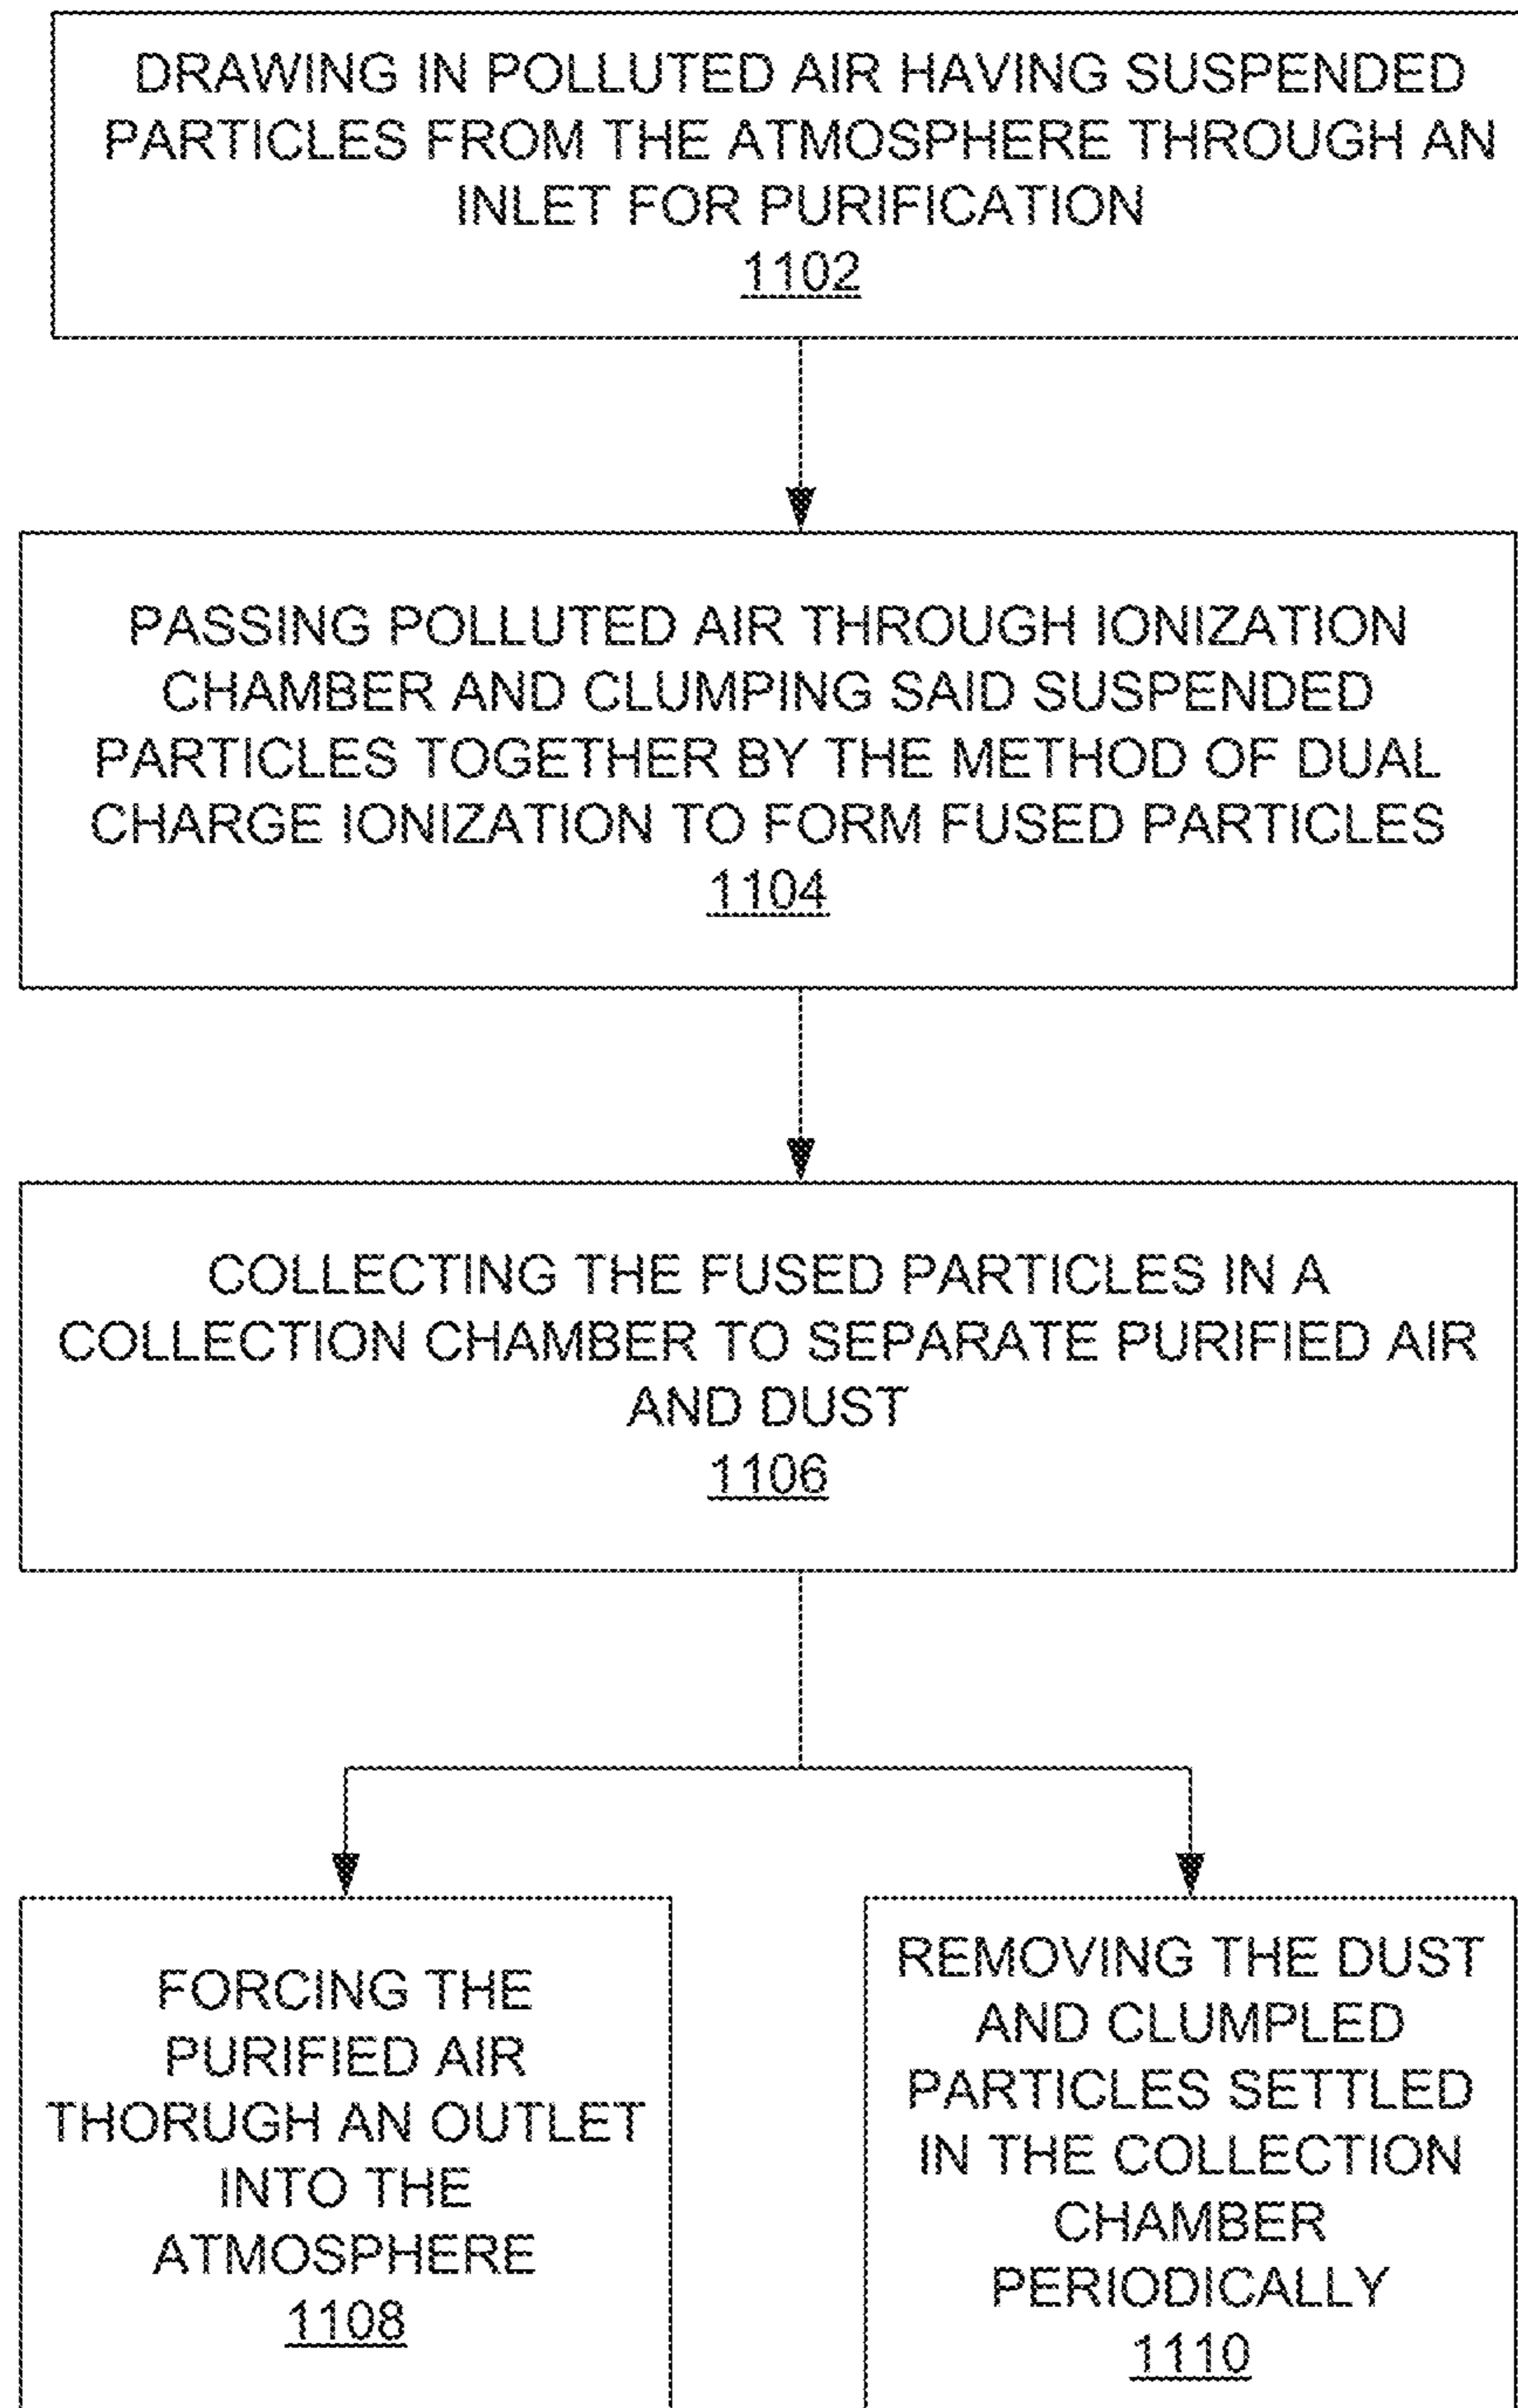 DRAWING IN POLLUTED AIR HAVING SUSPENDED
PARTICLES FROM THE ATMOSPHERE THROUGH AN
INLET FOR PURIFICATION
1102
PASSING POLLUTED AIR THROUGH IONIZATION
CHAMBER AND CLUMPING SAID SUSPENDED
PARTICLES TOGETHER BY THE METHOD OF DUAL
CHARGE IONIZATION TO FORM FUSED PARTICLES
1104
COLLECTING THE FUSED PARTICLES IN A
COLLECTION CHAMBER TO SEPARATE PURIFIED AIR
AND DUST
1106
FORCING THE
PURIFIED AIR
THORUGH AN OUTLET
INTO THE
ATMOSPHERE
1108
REMOVING THE DUST
AND CLUMPLED
PARTICLES SETTLED
IN THE COLLECTION
CHAMBER
PERIODICALLY
1110